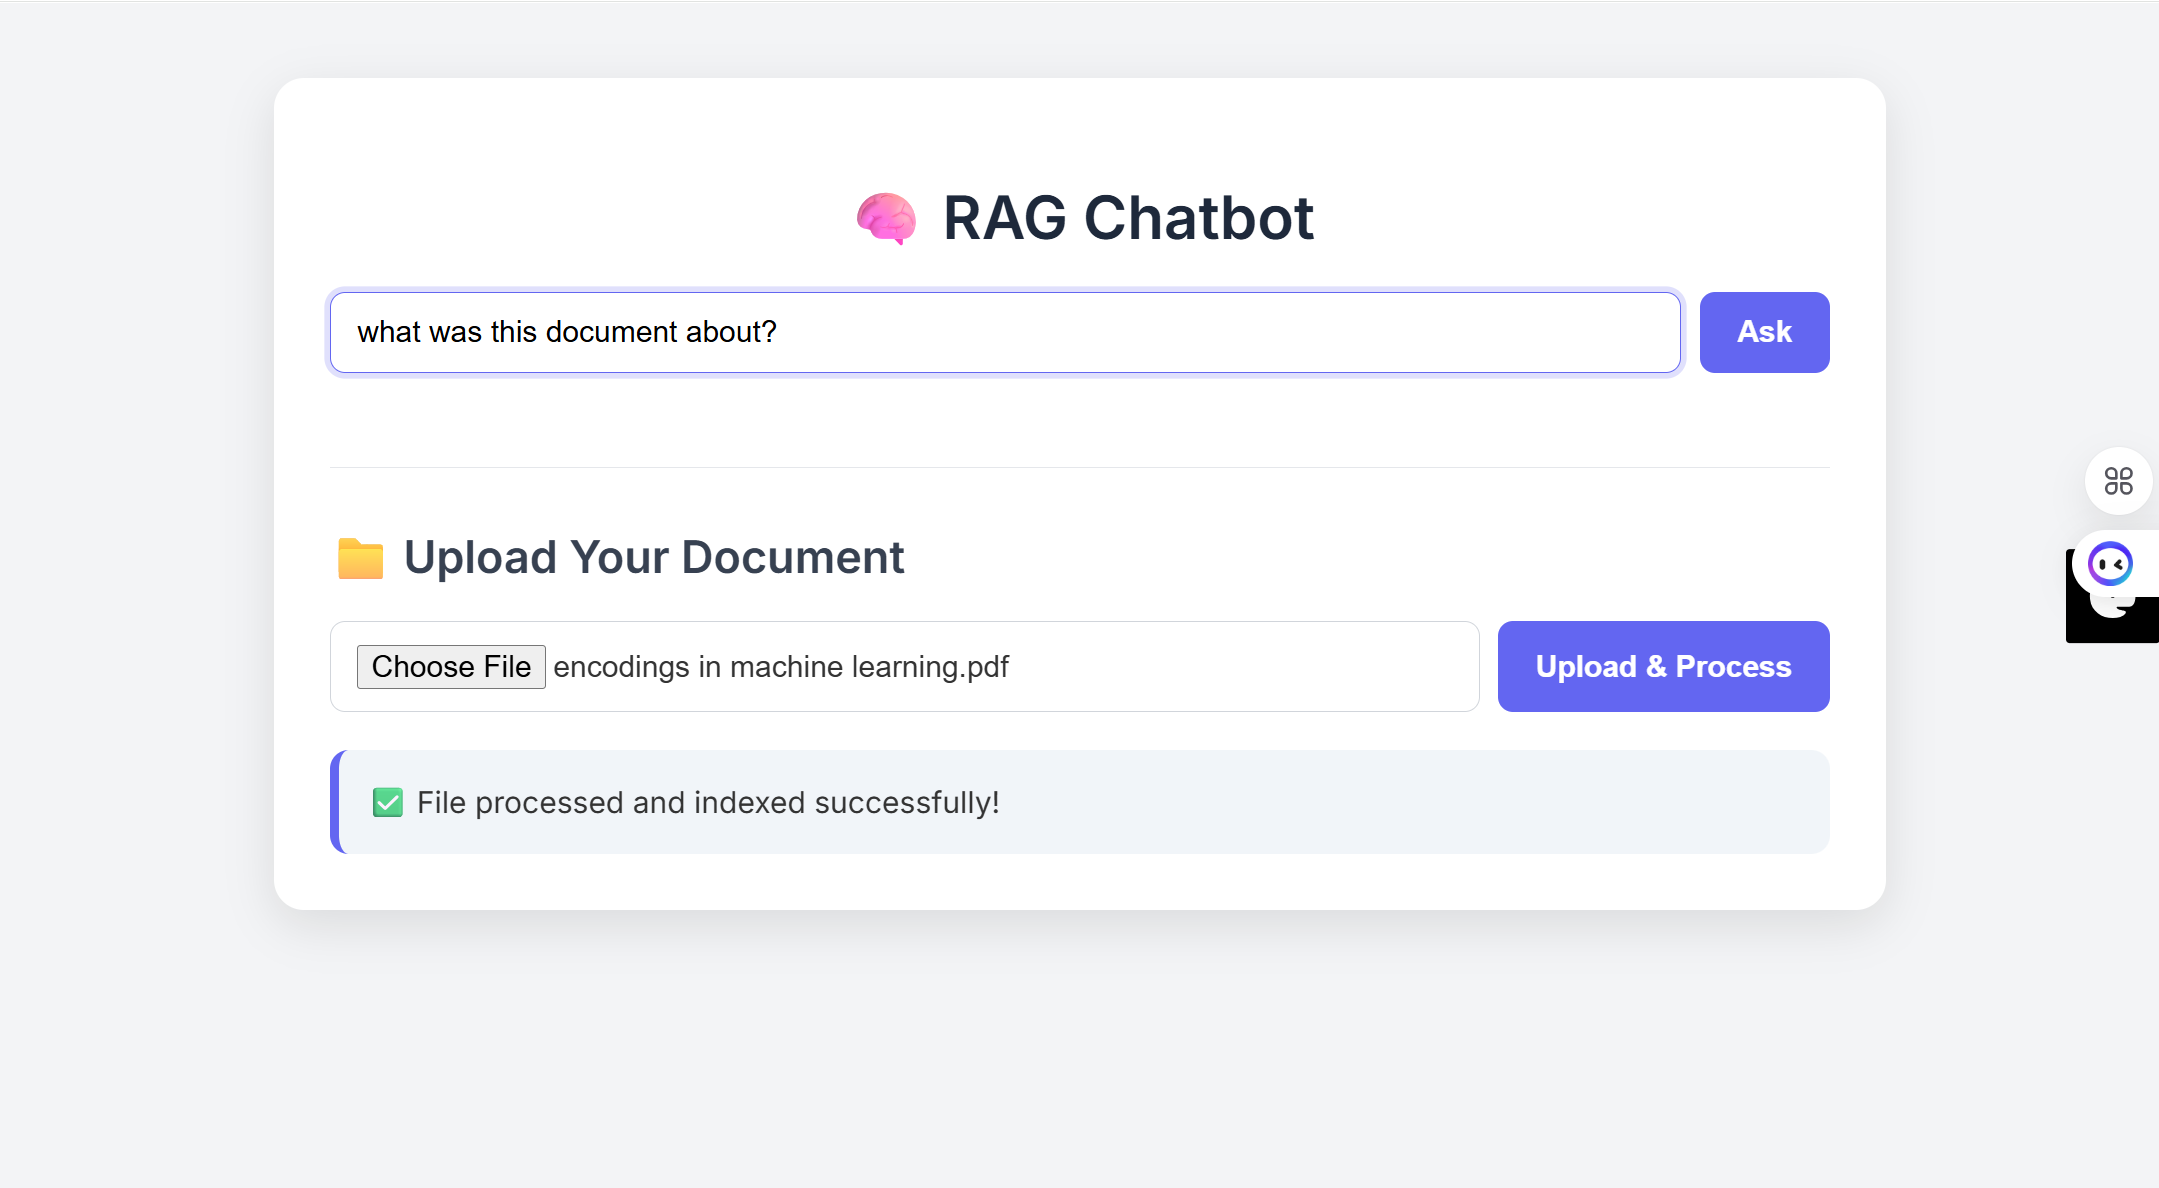 RAG Chatbot
what was this document about?
Ask
Upload Your Document
Choose File encodings in machine learning.pdf
Upload & Process
File processed and indexed successfully!